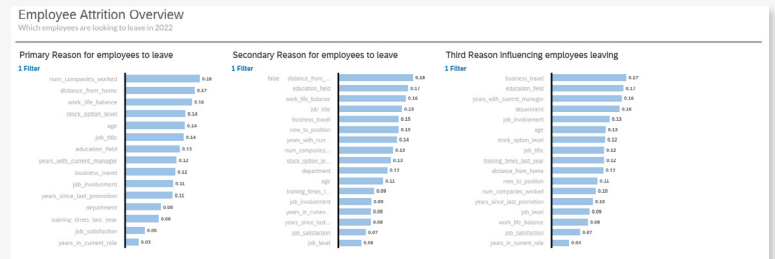 Employee Attrition Overview
Which employees are looking to leave in 2022
Primary Reason for employees to leave
1 Filter
num_companies_worked 0.18
distance_from_home 0.17
work_life_balance 0.16
stock_option_level 0.14
age 0.14
job_title 0.14
education_field 0.13
years_with_current_manager 0.12
business_travel 0.12
job_involvement 0.11
years_since_last_promotion 0.11
department 0.08
training_times_last_year 0.08
job_satisfaction 0.05
years_in_current_role 0.03
Secondary Reason for employees to leave
1 Filter
false distance_from_... 0.18
education_field 0.17
work_life_balance 0.16
job_title 0.15
business_travel 0.15
new_to_position 0.15
years_with_curr... 0.14
num_companies... 0.13
stock_option_le... 0.13
department 0.12
age 0.11
training_times_l... 0.09
job_involvement 0.09
years_in_curren... 0.08
years_since_last... 0.08
job_satisfaction 0.07
job_level 0.06
Third Reason influencing employees leaving
1 Filter
business_travel 0.17
education_field 0.17
years_with_current_manager 0.16
department 0.16
job_involvement 0.13
age 0.13
stock_option_level 0.12
job_title 0.12
training_times_last_year 0.12
distance_from_home 0.12
new_to_position 0.11
num_companies_worked 0.10
years_since_last_promotion 0.10
job_level 0.09
work_life_balance 0.08
job_satisfaction 0.07
years_in_current_role 0.04